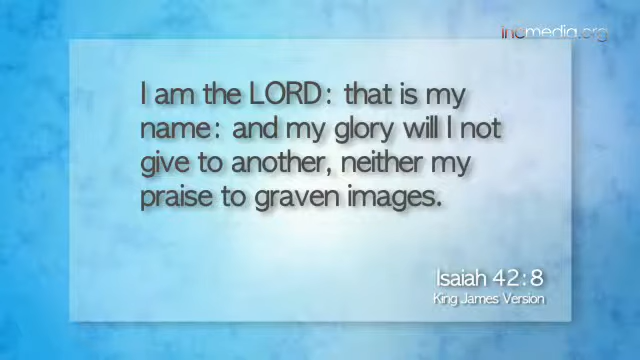 incmedia.org
I am the LORD: that is my
name: and my glory will I not
give to another, neither my
praise to graven images.
Isaiah 42:8
King James Version